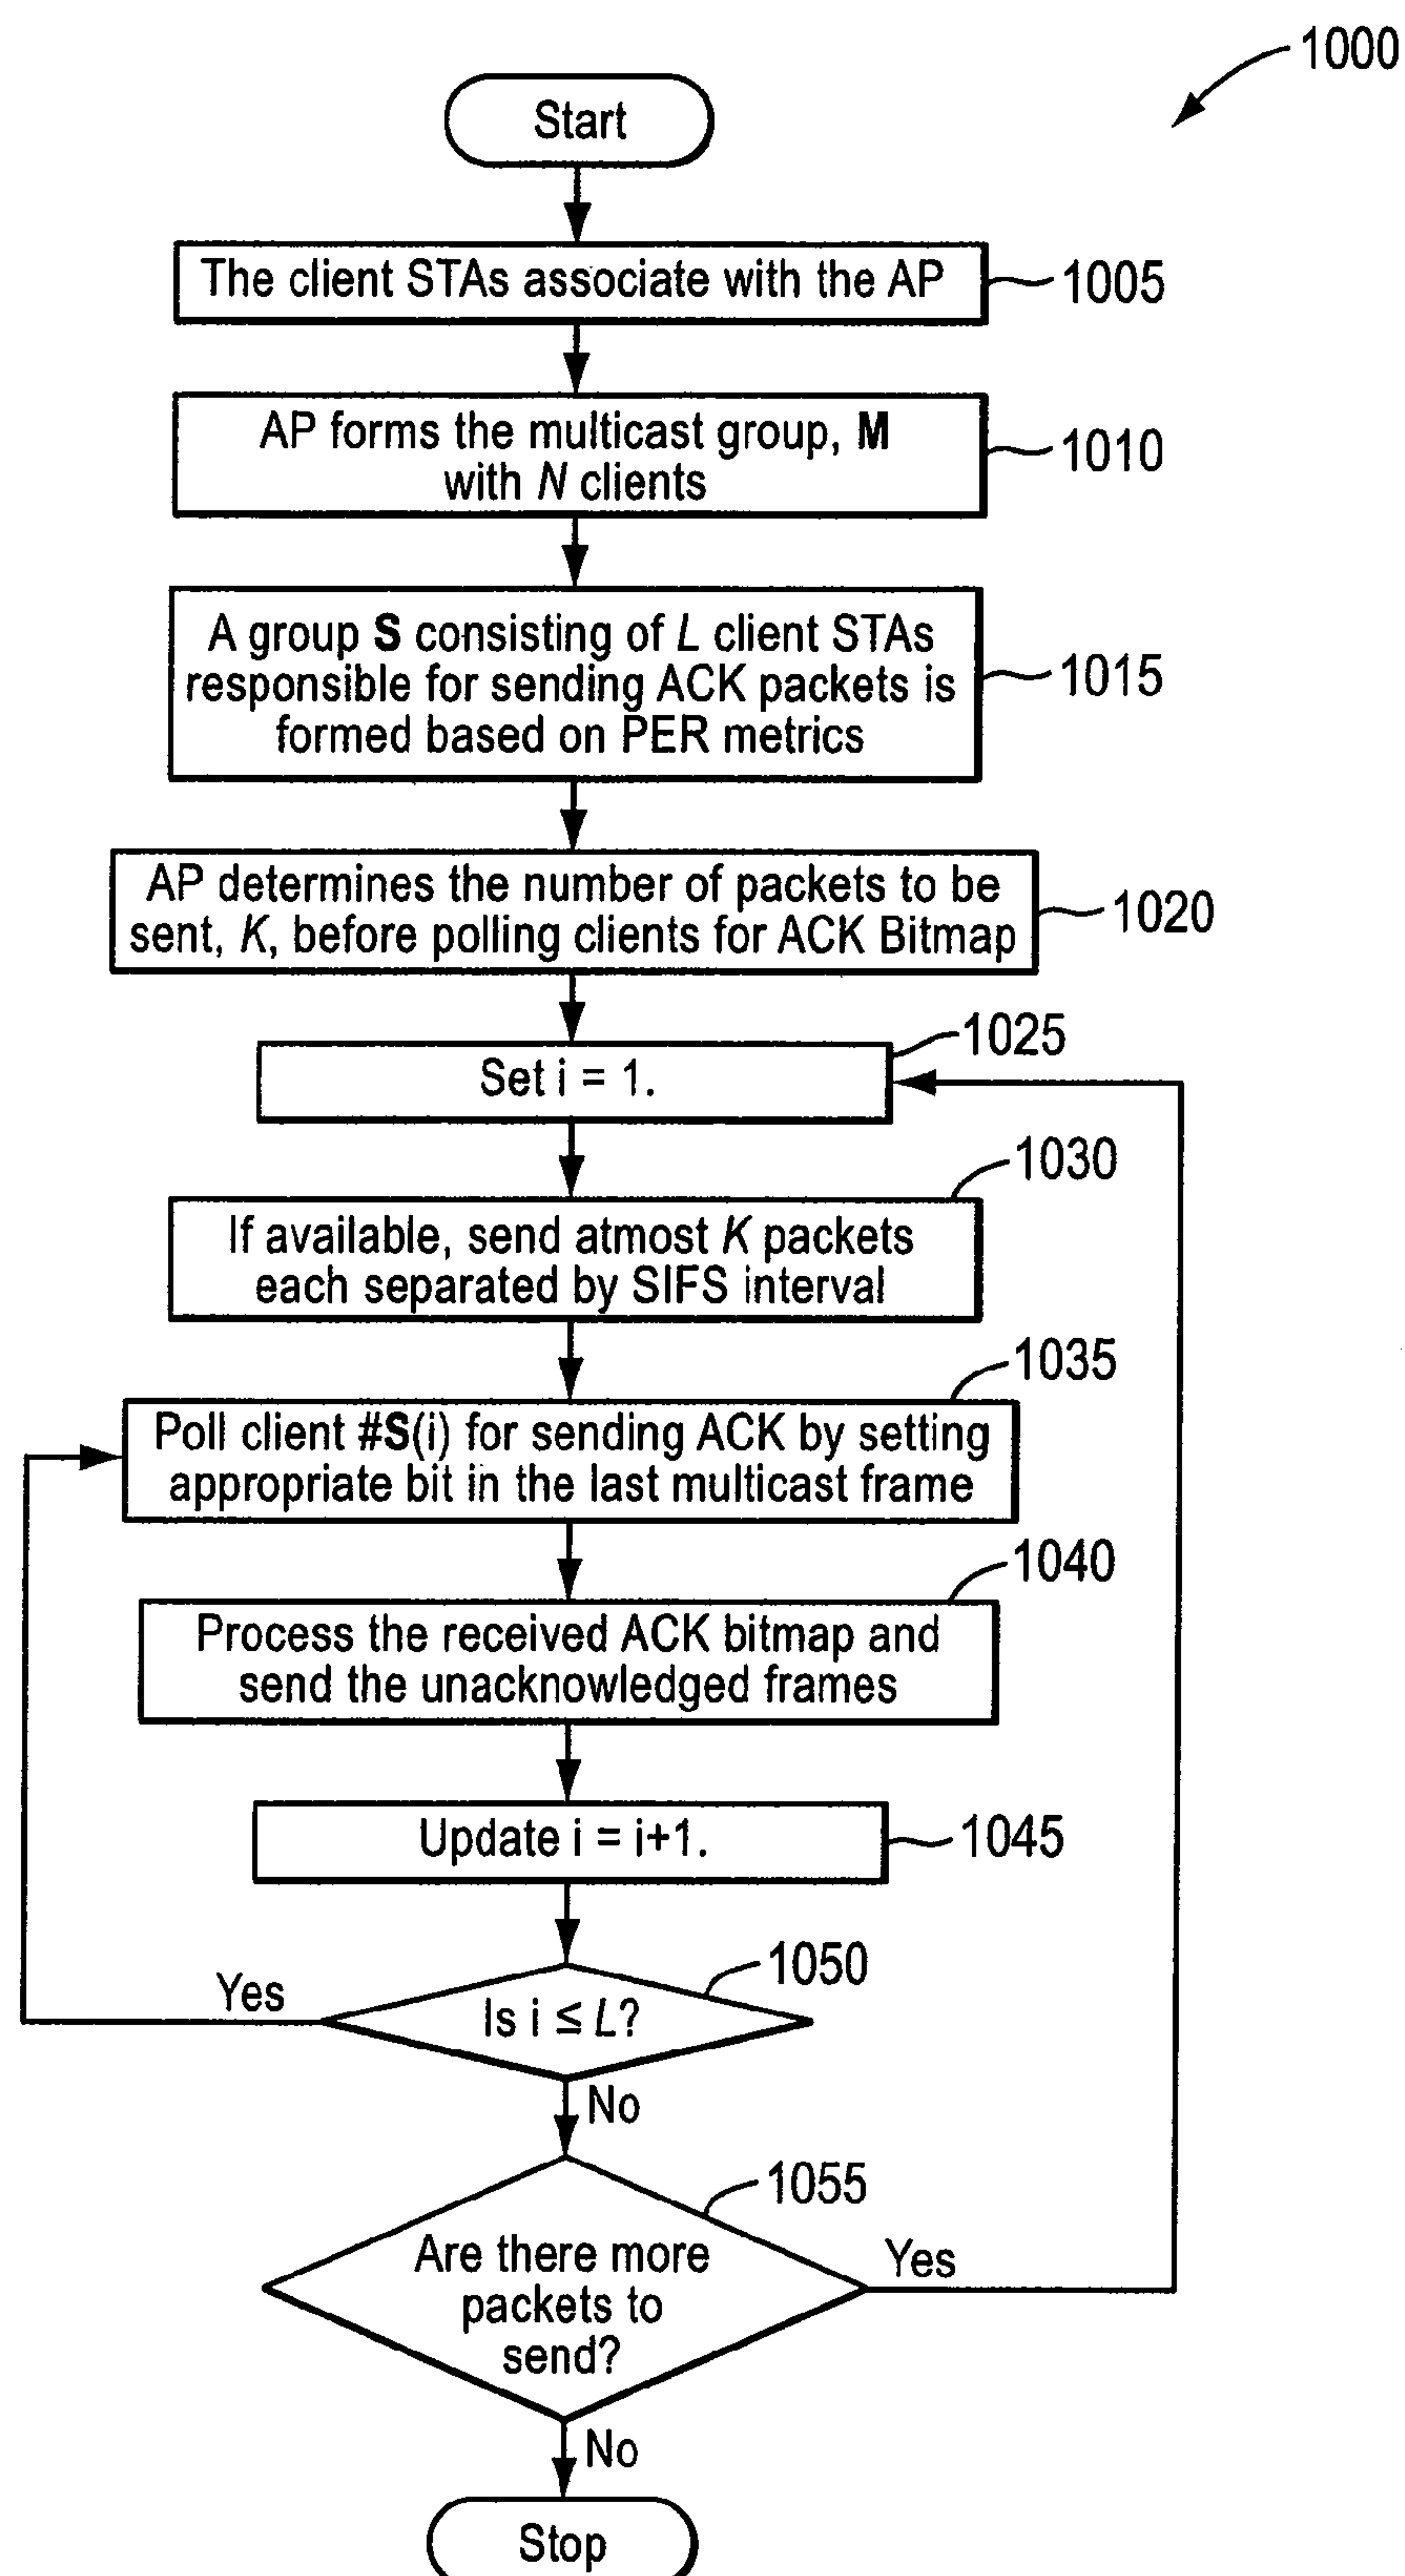 1000
Start
The client STAs associate with the AP
1005
AP forms the multicast group, M
with N clients
1010
A group S consisting of L client STAs
responsible for sending ACK packets is
formed based on PER metrics
1015
AP determines the number of packets to be
sent, K, before polling clients for ACK Bitmap
1020
1025
Set i = 1.
1030
If available, send atmost K packets
each separated by SIFS interval
1035
Poll client #S(i) for sending ACK by setting
appropriate bit in the last multicast frame
1040
Process the received ACK bitmap and
send the unacknowledged frames
Update i = i+1.
1045
1050
Yes
Is i ≤ L?
No
1055
Are there more
packets to
send?
Yes
No
Stop